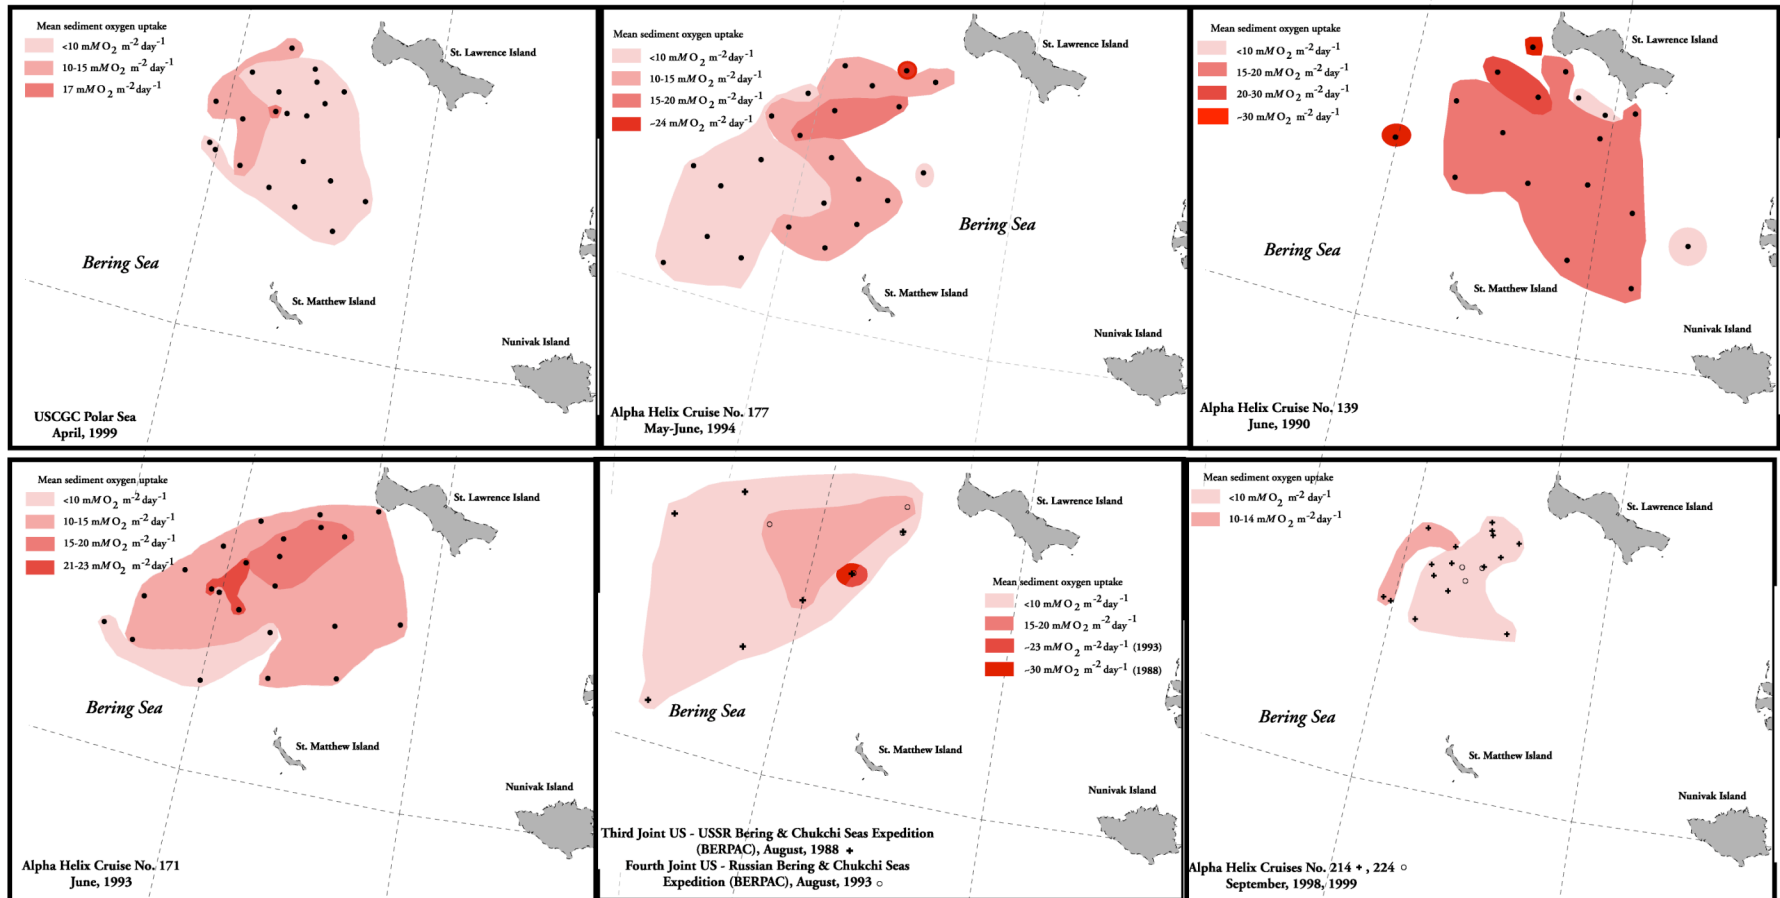 Mean sediment oxygen uptake
<10 mM O2 m-2 day-1
10-15 mM O2 m-2 day-1
17 mM O2 m-2 day-1
St. Lawrence Island
Bering Sea
St. Matthew Island
Nunivak Island
USCGC Polar Sea
April, 1999
Mean sediment oxygen uptake
<10 mM O2 m-2 day-1
10-15 mM O2 m-2 day-1
15-20 mM O2 m-2 day-1
~24 mM O2 m-2 day-1
St. Lawrence Island
Bering Sea
St. Matthew Island
Nunivak Island
Alpha Helix Cruise No. 177
May-June, 1994
Mean sediment oxygen uptake
<10 mM O2 m-2 day-1
15-20 mM O2 m-2 day-1
20-30 mM O2 m-2 day-1
~30 mM O2 m-2 day-1
St. Lawrence Island
Bering Sea
St. Matthew Island
Nunivak Island
Alpha Helix Cruise No. 139
June, 1990
Mean sediment oxygen uptake
<10 mM O2 m-2 day-1
10-15 mM O2 m-2 day-1
15-20 mM O2 m-2 day-1
21-23 mM O2 m-2 day-1
St. Lawrence Island
Bering Sea
St. Matthew Island
Nunivak Island
Alpha Helix Cruise No. 171
June, 1993
St. Lawrence Island
Mean sediment oxygen uptake
<10 mM O2 m-2 day-1
15-20 mM O2 m-2 day-1
~23 mM O2 m-2 day-1 (1993)
~30 mM O2 m-2 day-1 (1988)
Bering Sea
St. Matthew Island
Nunivak Island
Third Joint US - USSR Bering & Chukchi Seas Expedition
(BERPAC), August, 1988 +
Fourth Joint US - Russian Bering & Chukchi Seas
Expedition (BERPAC), August, 1993 ○
Mean sediment oxygen uptake
<10 mM O2 m-2 day-1
10-14 mM O2 m-2 day-1
St. Lawrence Island
Bering Sea
St. Matthew Island
Nunivak Island
Alpha Helix Cruises No. 214 + , 224 ○
September, 1998, 1999